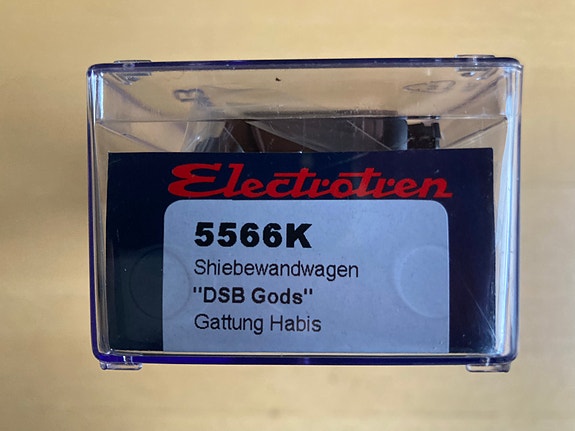 Electrotren
5566K
Shiebewandwagen
"DSB Gods"
Gattung Habis